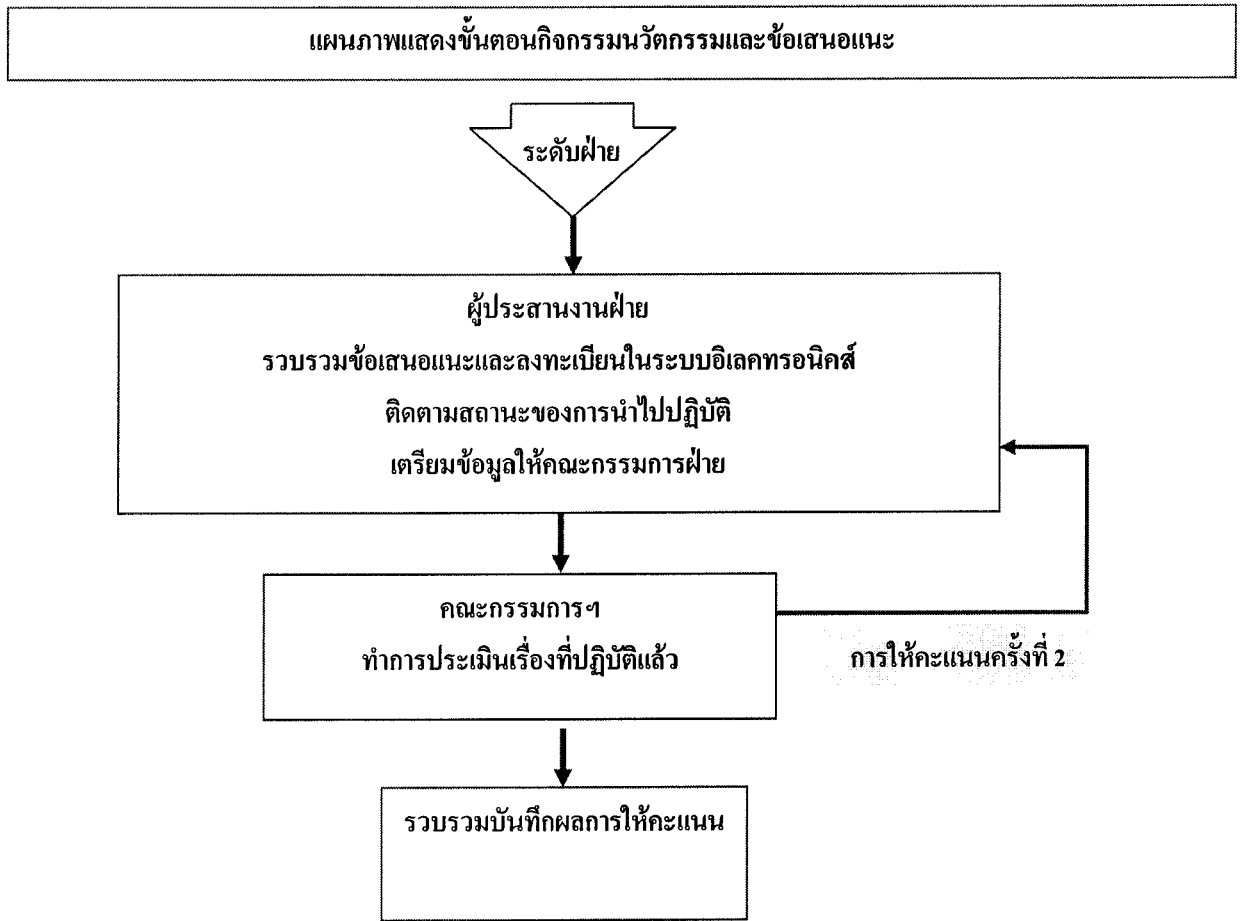 แผนภาพแสดงขั้นตอนกิจกรรมนวัตกรรมและข้อเสนอแนะ
ระดับฝ่าย
ผู้ประสานงานฝ่าย
รวบรวมข้อเสนอแนะและลงทะเบียนในระบบอิเลคทรอนิคส์
ติดตามสถานะของการนำไปปฏิบัติ
เตรียมข้อมูลให้คณะกรรมการฝ่าย
คณะกรรมการฯ
ทำการประเมินเรื่องที่ปฏิบัติแล้ว
การให้คะแนนครั้งที่ 2
รวบรวมบันทึกผลการให้คะแนน